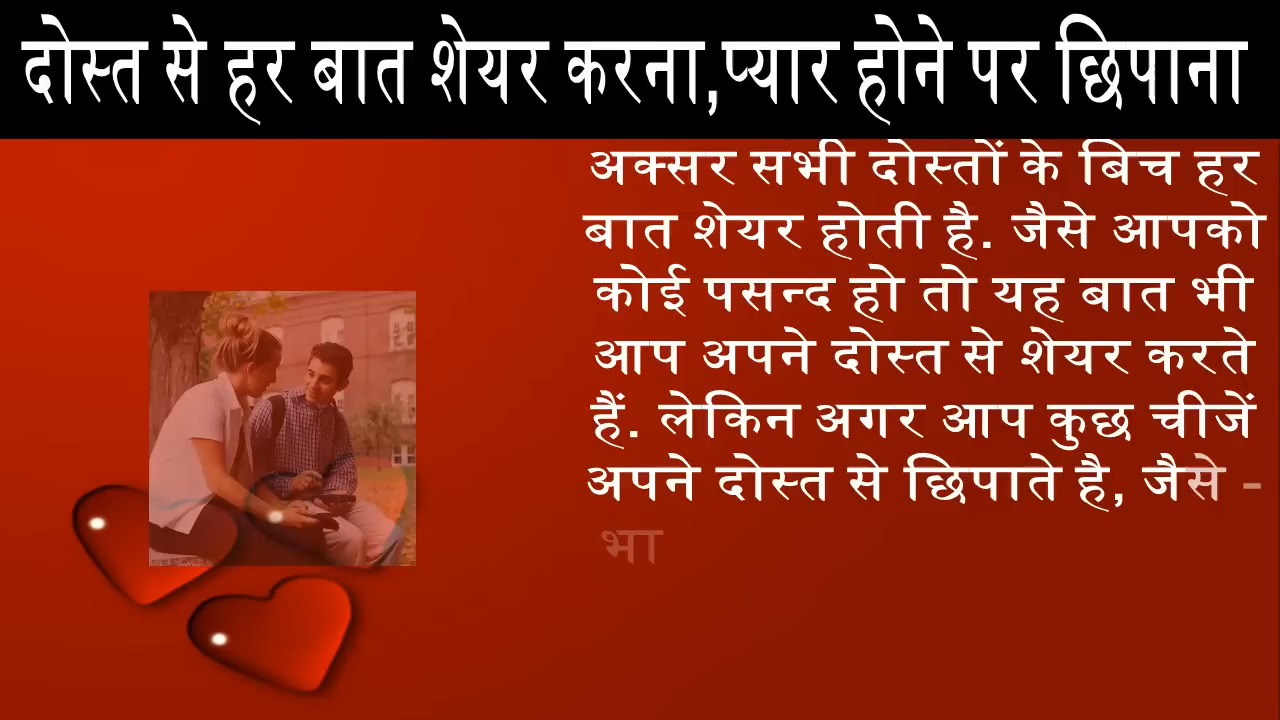 दोस्त से हर बात शेयर करना,प्यार होने पर छिपाना
अक्सर सभी दोस्तों के बिच हर
बात शेयर होती है. जैसे आपको
कोई पसन्द हो तो यह बात भी
आप अपने दोस्त से शेयर करते
हैं. लेकिन अगर आप कुछ चीजें
अपने दोस्त से छिपाते है, जैसे -
भा